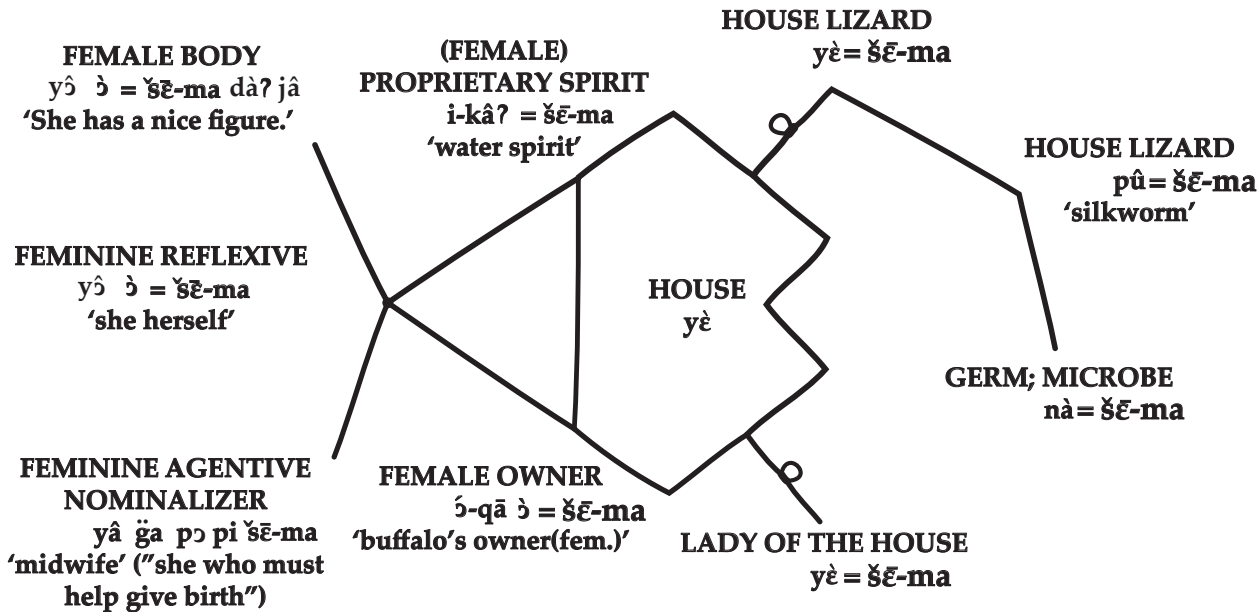 FEMALE BODY
yɔ̂ ɔ̀ = š̄ɛ-ma dàʔ jâ
‘She has a nice figure.’
(FEMALE)
PROPRIETARY SPIRIT
i-kâʔ = šɛ̄-ma
‘water spirit’
HOUSE LIZARD
yɛ̀ = šɛ̄-ma
HOUSE LIZARD
pû = šɛ̄-ma
‘silkworm’
FEMININE REFLEXIVE
yɔ̂ ɔ̀ = šɛ̄-ma
‘she herself’
HOUSE
yɛ̀
GERM; MICROBE
nà = šɛ̄-ma
FEMININE AGENTIVE
NOMINALIZER
yâ g̈a pɔ pi šɛ̄-ma
‘midwife’ (”she who must
help give birth”)
FEMALE OWNER
ɔ́-qā ɔ̀ = šɛ̄-ma
‘buffalo’s owner(fem.)’
LADY OF THE HOUSE
yɛ̀ = šɛ̄-ma